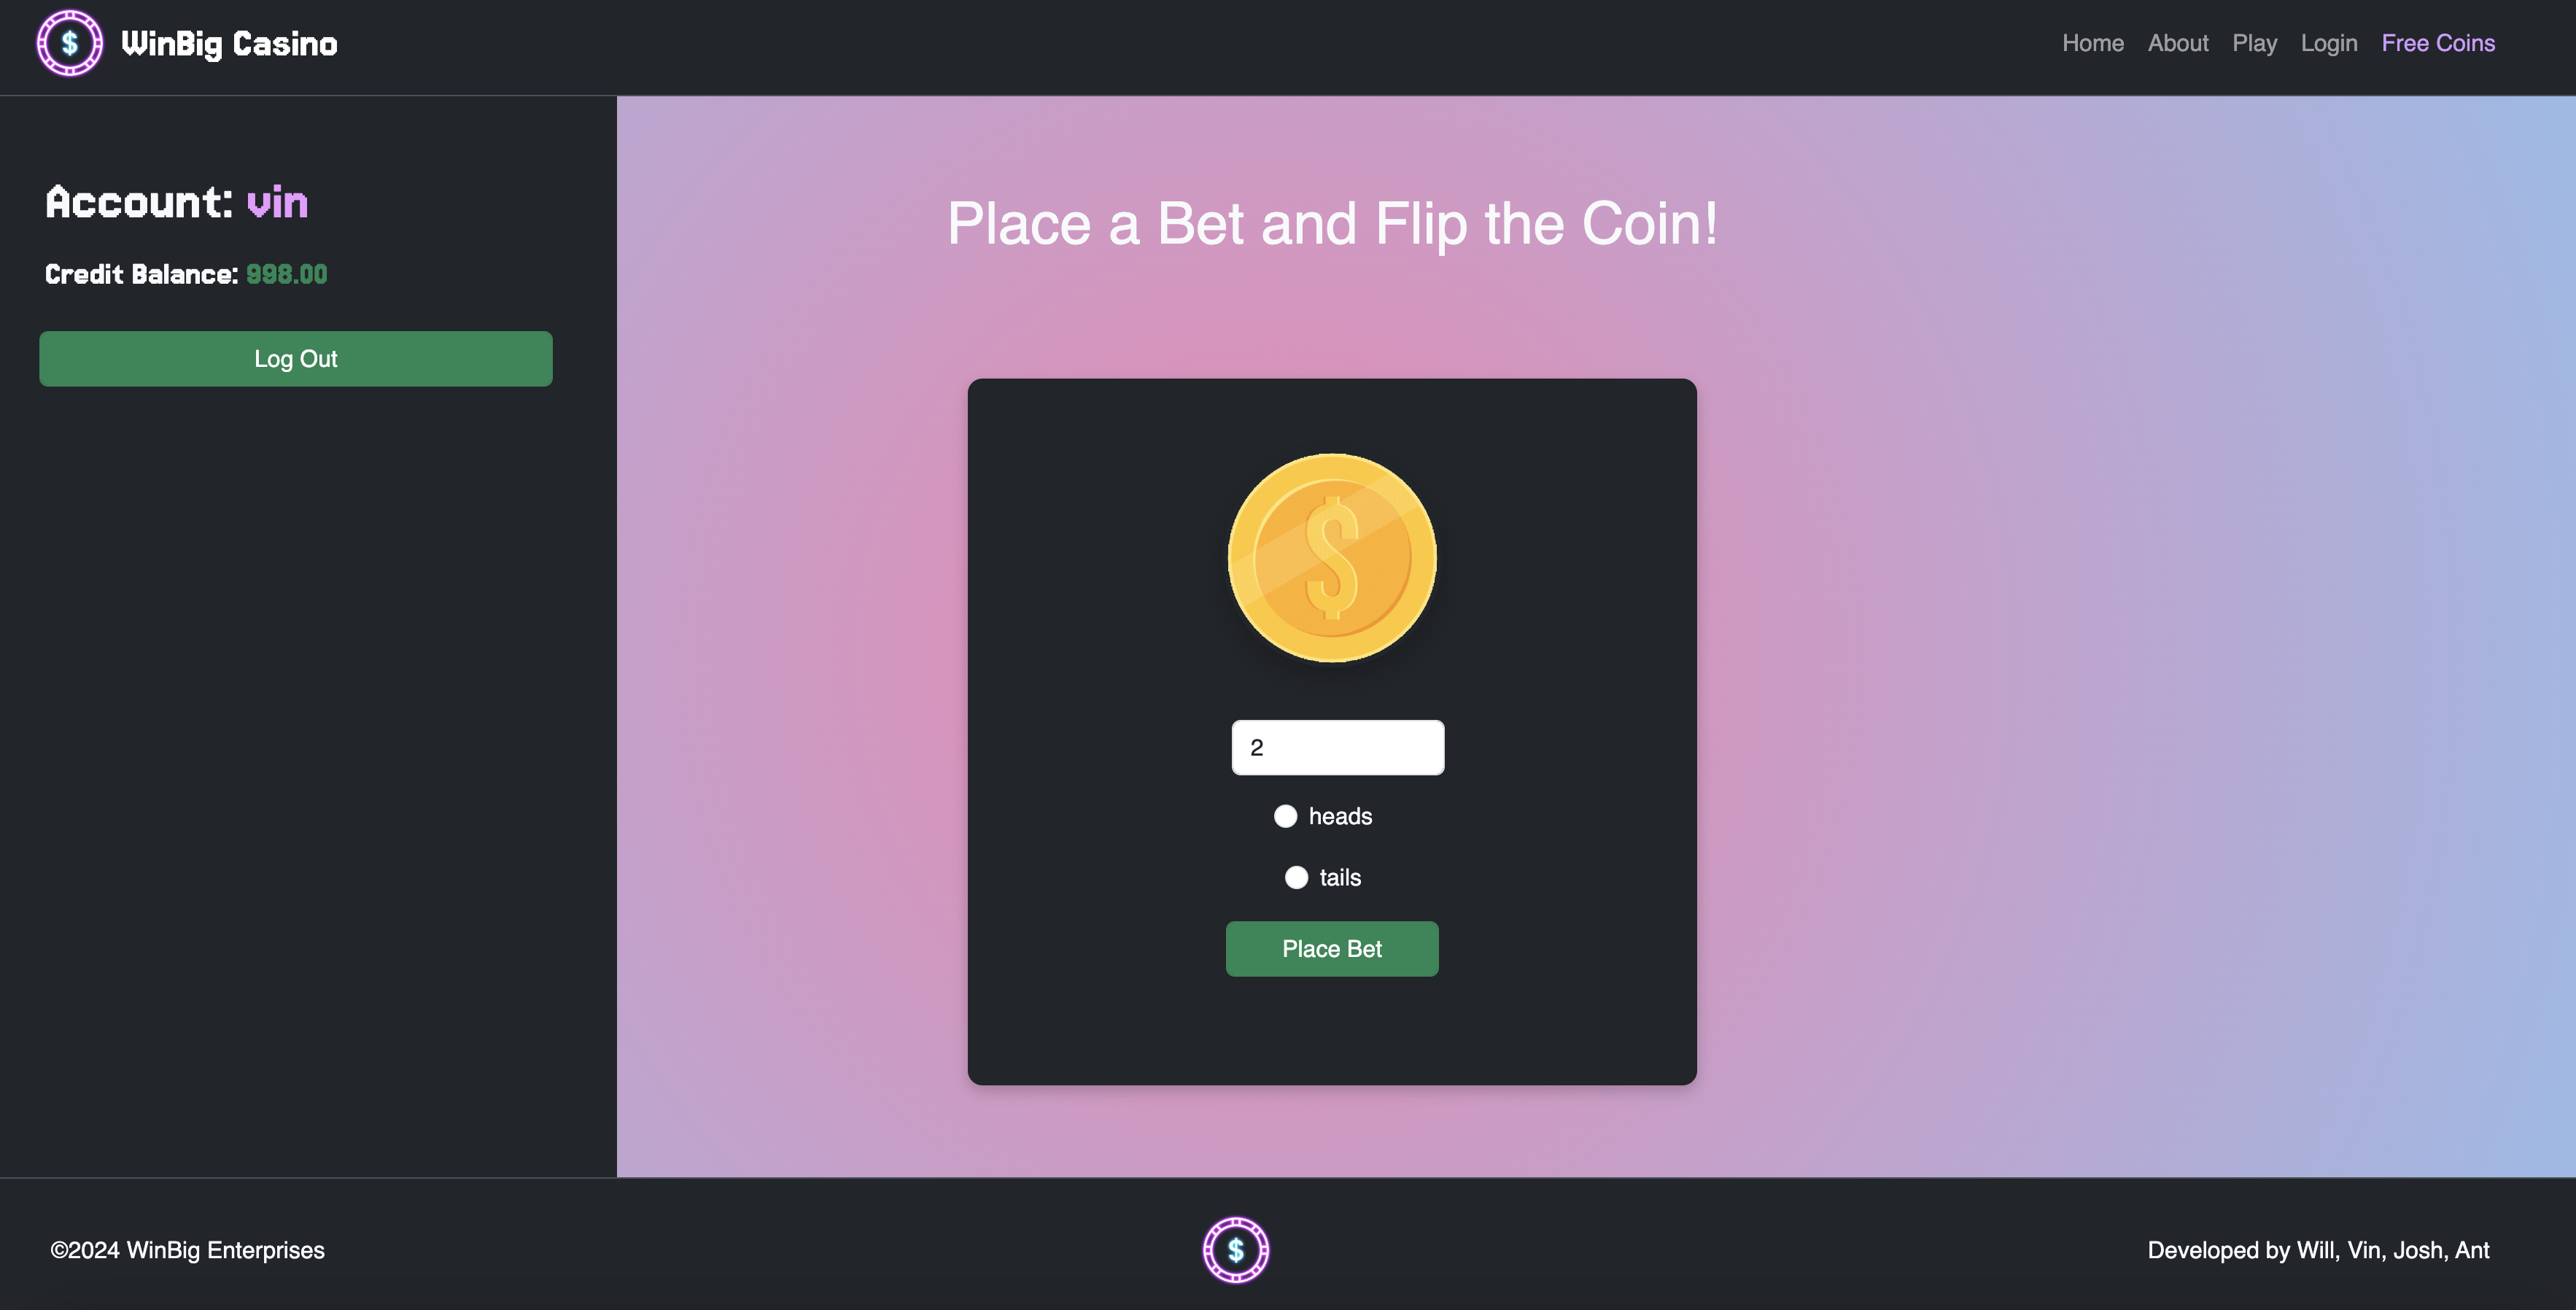 $ WinBig Casino
Home About Play Login Free Coins
Account: vin
Credit Balance: 998.00
Log Out
Place a Bet and Flip the Coin!
$
2
heads
tails
Place Bet
©2024 WinBig Enterprises
$
Developed by Will, Vin, Josh, Ant